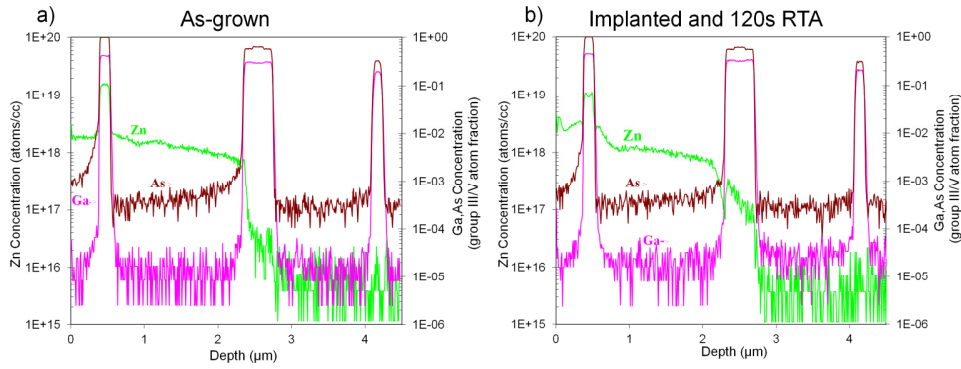 a)
As-grown
1E+20
1E+19
1E+18
1E+17
1E+16
1E+15
Zn Concentration (atoms/cc)
Zn
As
Ga
1E+00
1E-01
1E-02
1E-03
1E-04
1E-05
1E-06
Ga,As Concentration
(group III/V atom fraction)
0
1
2
3
4
Depth (µm)
b)
Implanted and 120s RTA
1E+20
1E+19
1E+18
1E+17
1E+16
1E+15
Zn Concentration (atoms/cc)
Zn
As
Ga
1E+00
1E-01
1E-02
1E-03
1E-04
1E-05
1E-06
Ga,As Concentration
(group III/V atom fraction)
0
1
2
3
4
Depth (µm)